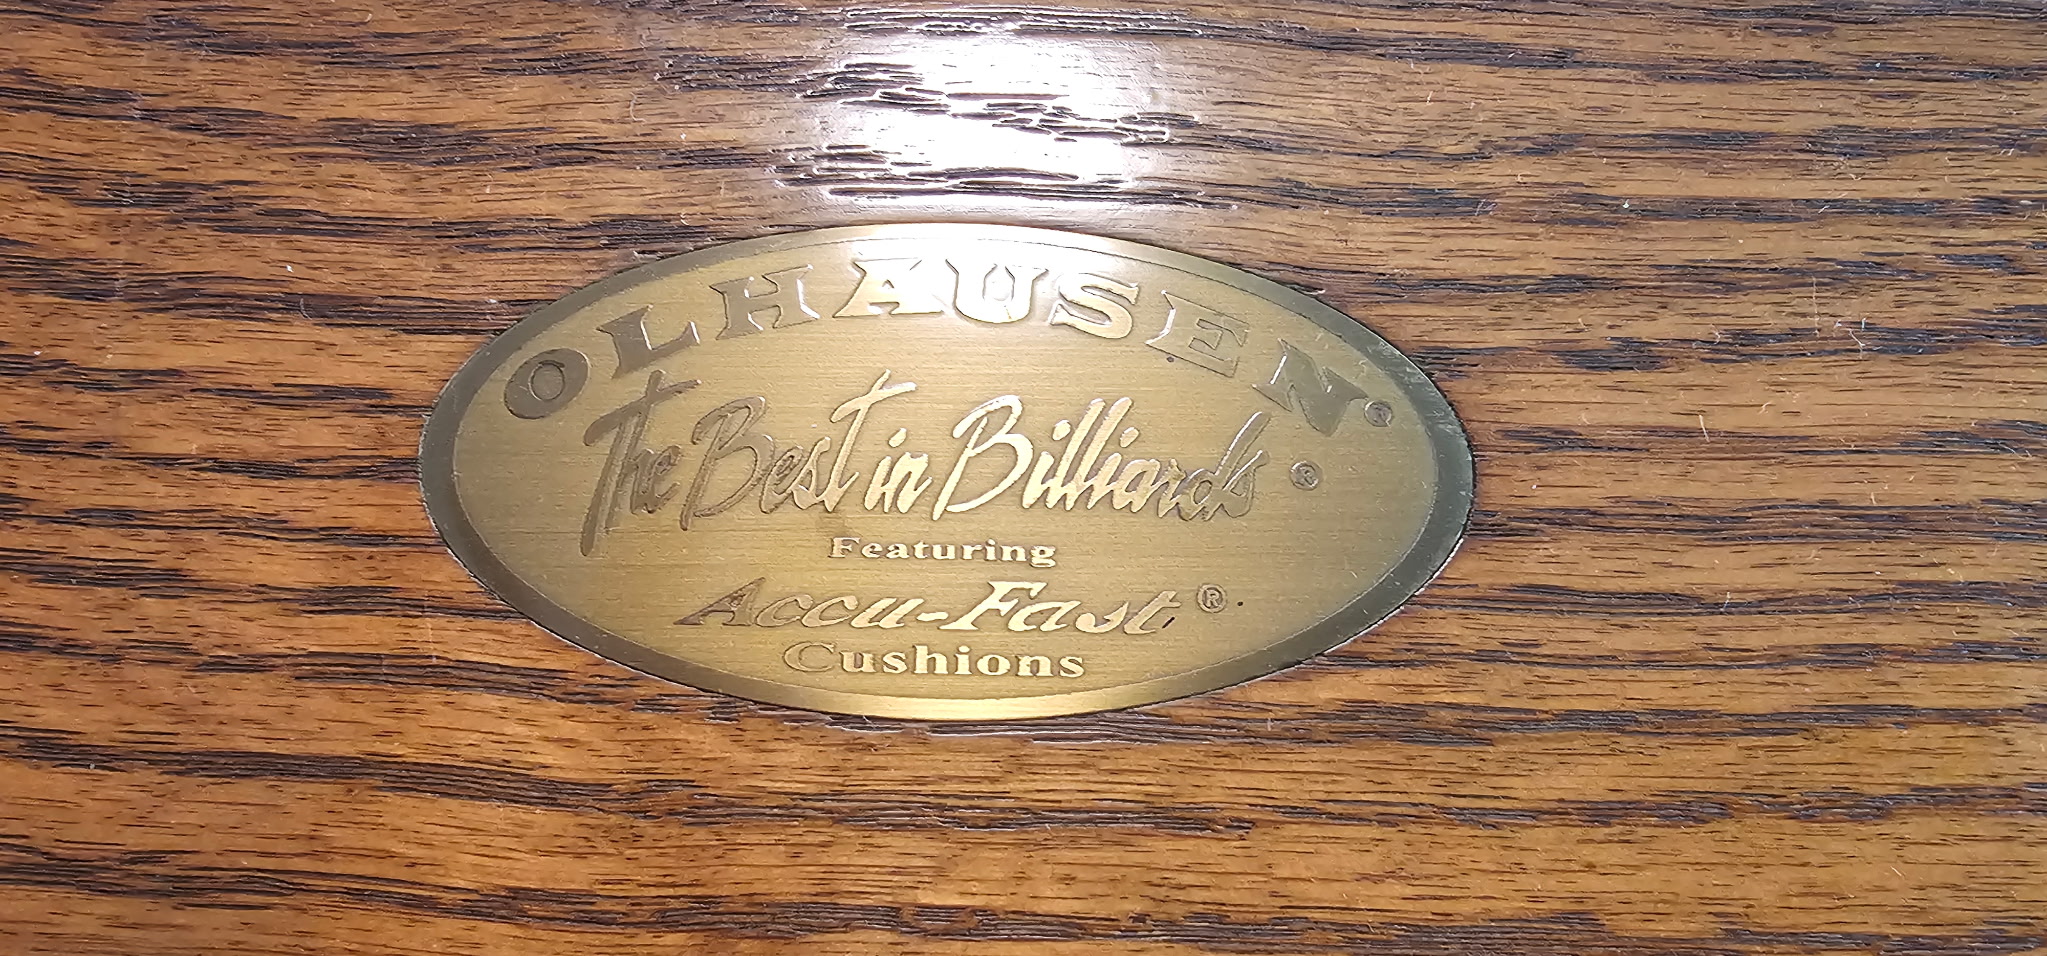 OLHAUSEN®
The Best in Billiards ®
Featuring
Accu-Fast ®
Cushions